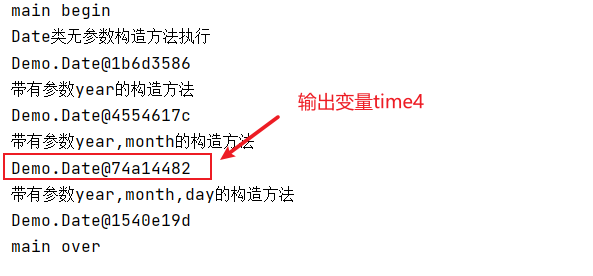 main begin
Date类无参数构造方法执行
Demo.Date@1b6d3586
带有参数year的构造方法
Demo.Date@4554617c
输出变量time4
带有参数year,month的构造方法
Demo.Date@74a14482
带有参数year,month,day的构造方法
Demo.Date@1540e19d
main over